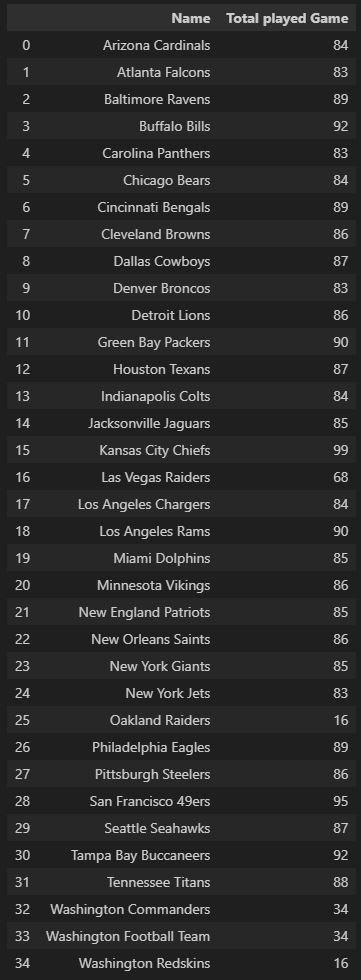 Name Total played Game
0 Arizona Cardinals 84
1 Atlanta Falcons 83
2 Baltimore Ravens 89
3 Buffalo Bills 92
4 Carolina Panthers 83
5 Chicago Bears 84
6 Cincinnati Bengals 89
7 Cleveland Browns 86
8 Dallas Cowboys 87
9 Denver Broncos 83
10 Detroit Lions 86
11 Green Bay Packers 90
12 Houston Texans 87
13 Indianapolis Colts 84
14 Jacksonville Jaguars 85
15 Kansas City Chiefs 99
16 Las Vegas Raiders 68
17 Los Angeles Chargers 84
18 Los Angeles Rams 90
19 Miami Dolphins 85
20 Minnesota Vikings 86
21 New England Patriots 85
22 New Orleans Saints 86
23 New York Giants 85
24 New York Jets 83
25 Oakland Raiders 16
26 Philadelphia Eagles 89
27 Pittsburgh Steelers 86
28 San Francisco 49ers 95
29 Seattle Seahawks 87
30 Tampa Bay Buccaneers 92
31 Tennessee Titans 88
32 Washington Commanders 34
33 Washington Football Team 34
34 Washington Redskins 16